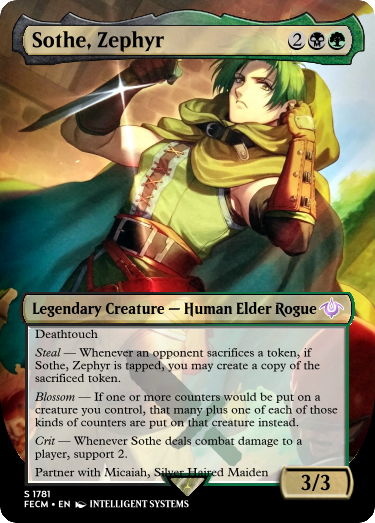 Sothe, Zephyr
2
Legendary Creature — Human Elder Rogue
Deathtouch
Steal — Whenever an opponent sacrifices a token, if
Sothe, Zephyr is tapped, you may create a copy of the
sacrificed token.
Blossom — If one or more counters would be put on a
creature you control, that many plus one of each of those
kinds of counters are put on that creature instead.
Crit — Whenever Sothe deals combat damage to a
player, support 2.
Partner with Micaiah, Silver Haired Maiden
3/3
S 1781
FECM • EN INTELLIGENT SYSTEMS